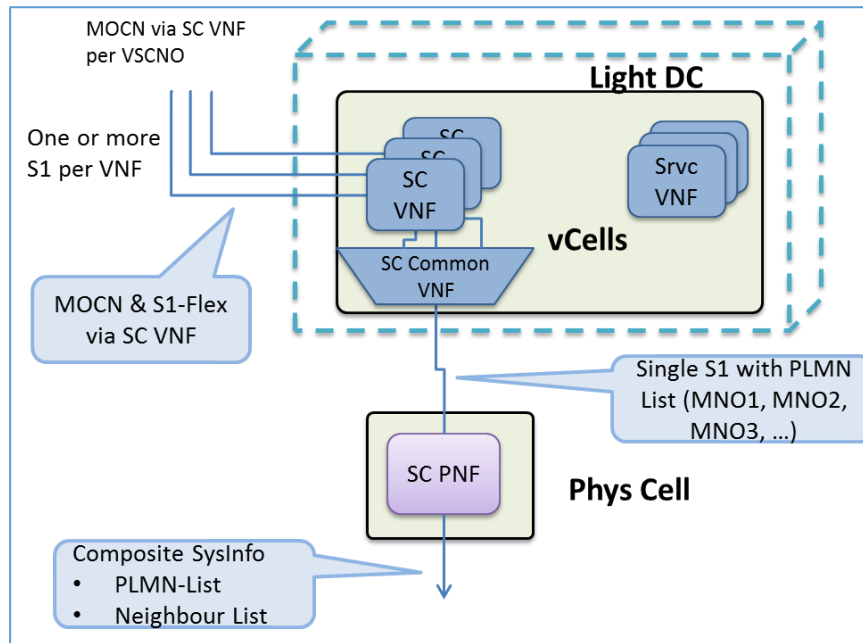 MOCN via SC VNF
per VSCNO
Light DC
One or more
S1 per VNF
SC
SC
SC
VNF
Srvc
VNF
vCells
SC Common
VNF
MOCN & S1-Flex
via SC VNF
Single S1 with PLMN
List (MNO1, MNO2,
MNO3, ...)
SC PNF
Phys Cell
Composite SysInfo
• PLMN-List
• Neighbour List